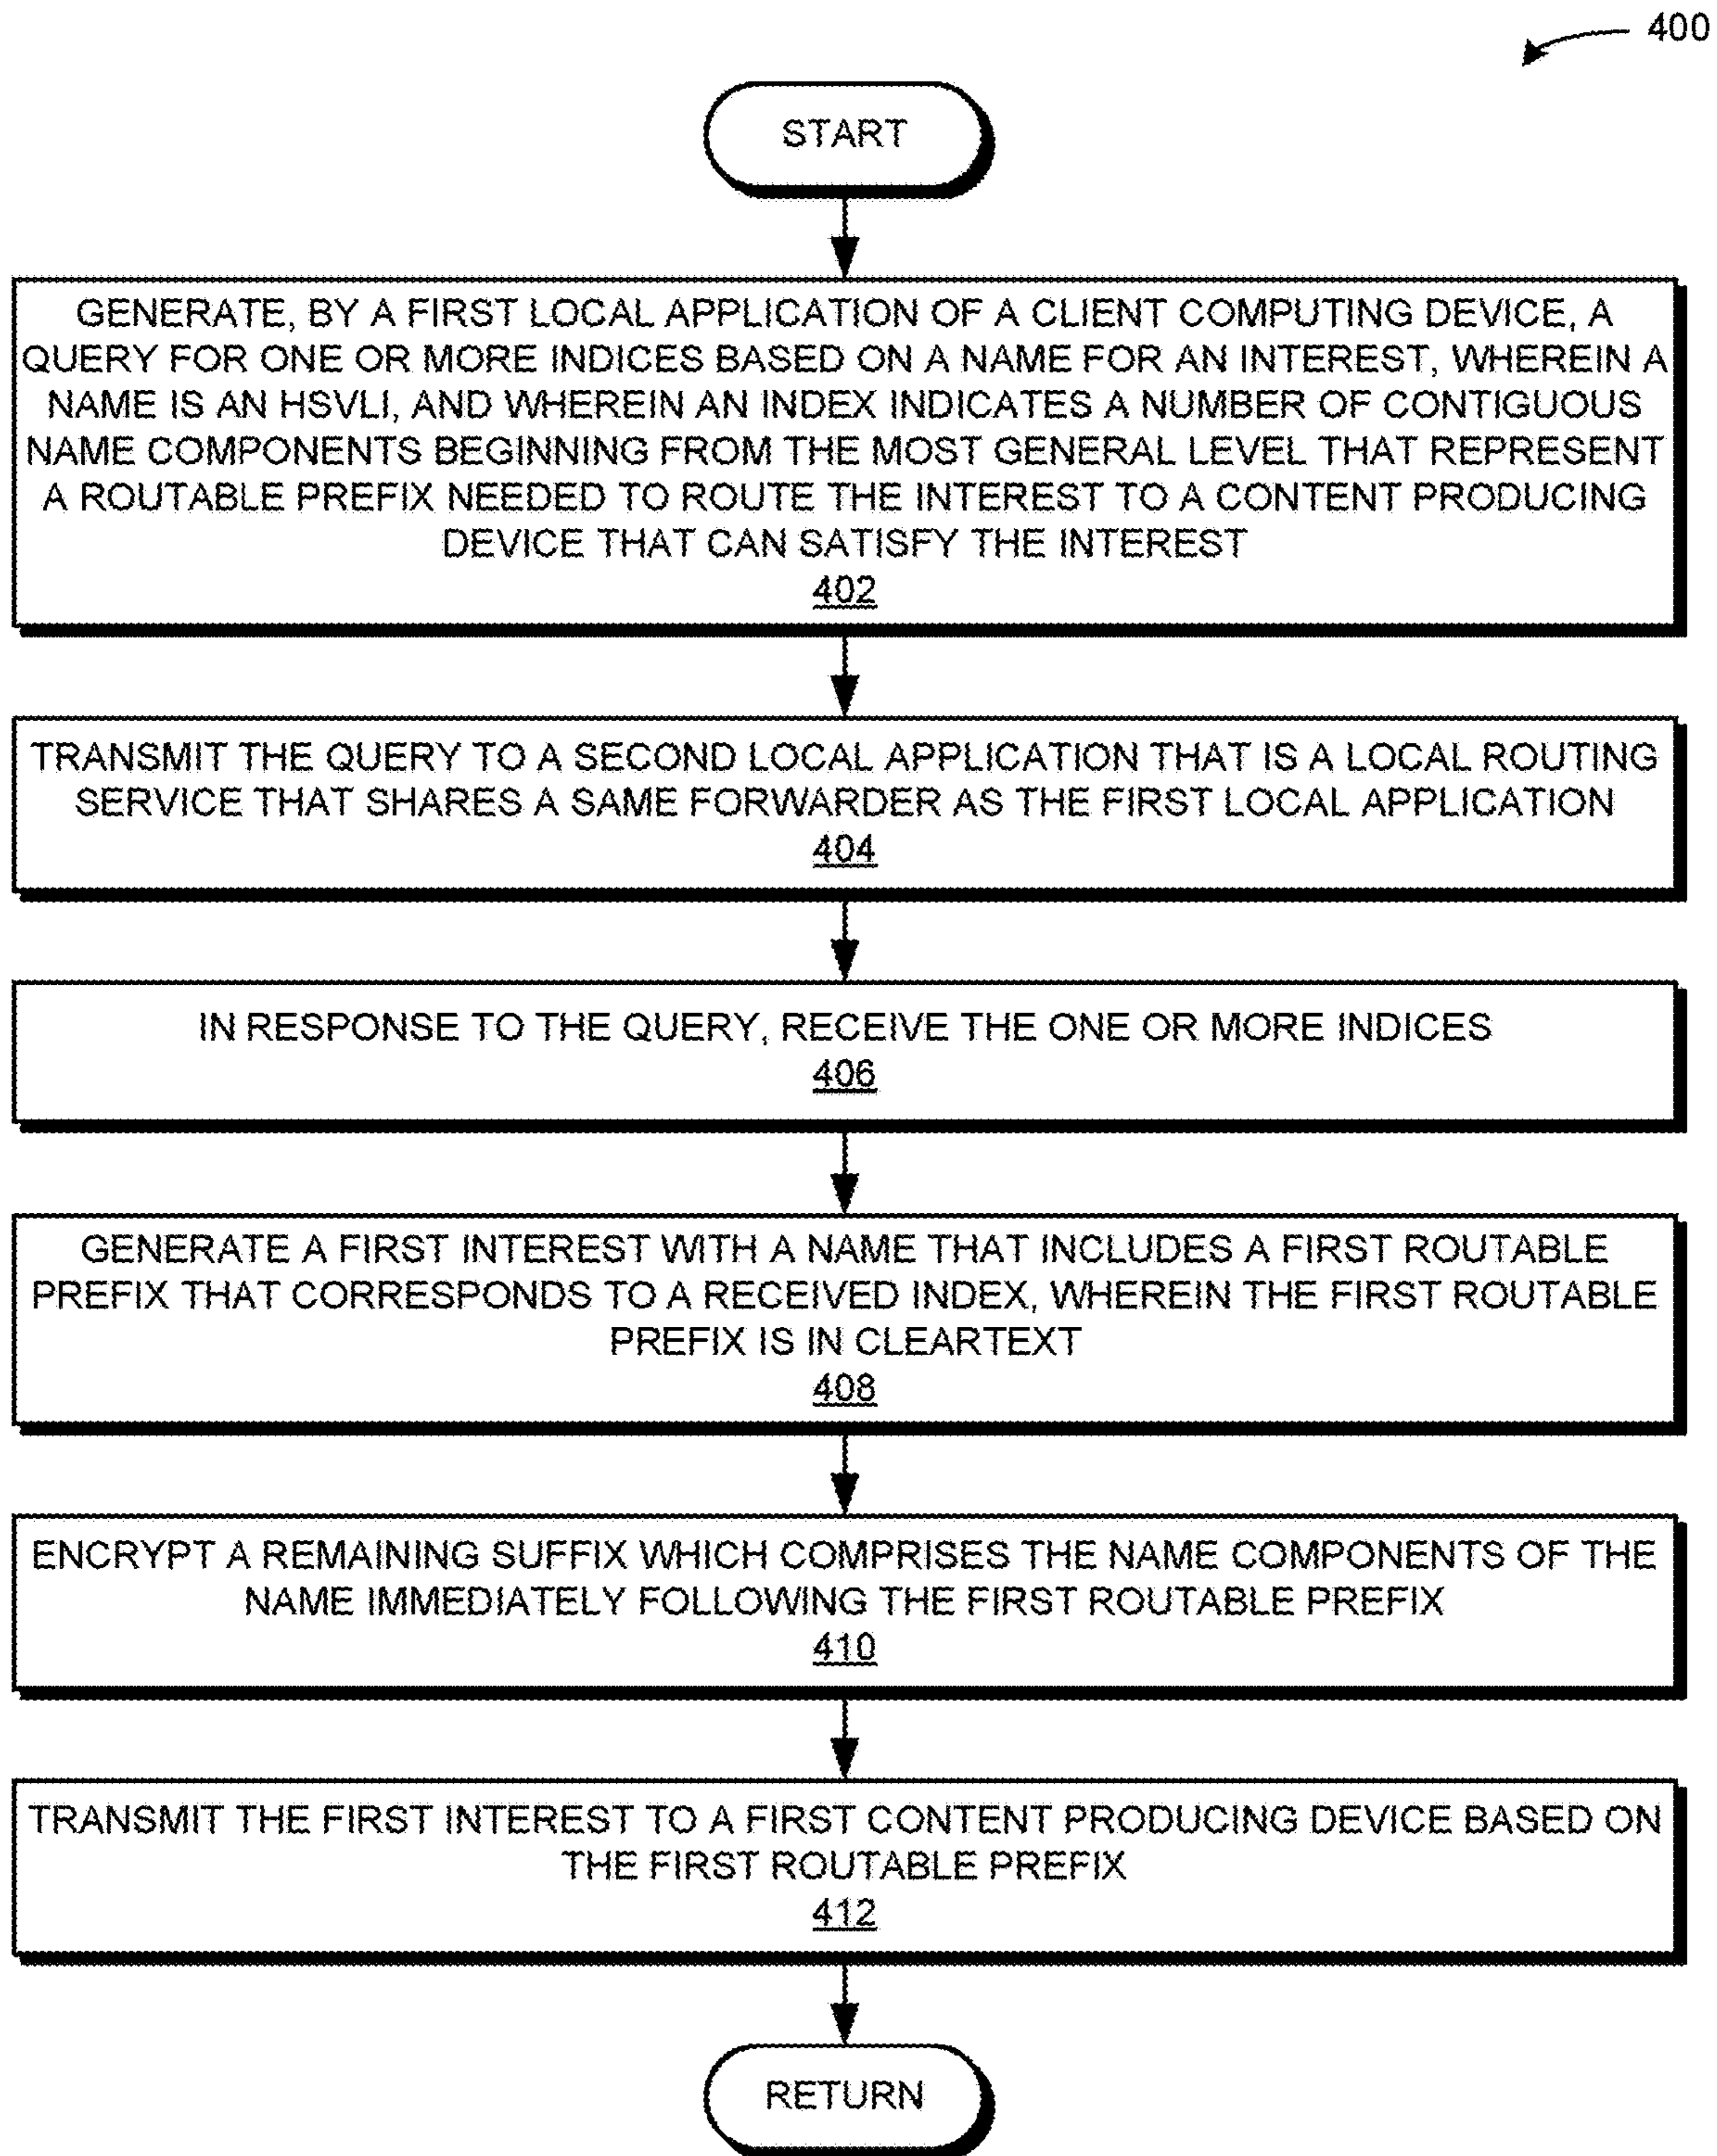 400
START
GENERATE, BY A FIRST LOCAL APPLICATION OF A CLIENT COMPUTING DEVICE, A
QUERY FOR ONE OR MORE INDICES BASED ON A NAME FOR AN INTEREST, WHEREIN A
NAME IS AN HSVLI, AND WHEREIN AN INDEX INDICATES A NUMBER OF CONTIGUOUS
NAME COMPONENTS BEGINNING FROM THE MOST GENERAL LEVEL THAT REPRESENT
A ROUTABLE PREFIX NEEDED TO ROUTE THE INTEREST TO A CONTENT PRODUCING
DEVICE THAT CAN SATISFY THE INTEREST
402
TRANSMIT THE QUERY TO A SECOND LOCAL APPLICATION THAT IS A LOCAL ROUTING
SERVICE THAT SHARES A SAME FORWARDER AS THE FIRST LOCAL APPLICATION
404
IN RESPONSE TO THE QUERY, RECEIVE THE ONE OR MORE INDICES
406
GENERATE A FIRST INTEREST WITH A NAME THAT INCLUDES A FIRST ROUTABLE
PREFIX THAT CORRESPONDS TO A RECEIVED INDEX, WHEREIN THE FIRST ROUTABLE
PREFIX IS IN CLEARTEXT
408
ENCRYPT A REMAINING SUFFIX WHICH COMPRISES THE NAME COMPONENTS OF THE
NAME IMMEDIATELY FOLLOWING THE FIRST ROUTABLE PREFIX
410
TRANSMIT THE FIRST INTEREST TO A FIRST CONTENT PRODUCING DEVICE BASED ON
THE FIRST ROUTABLE PREFIX
412
RETURN